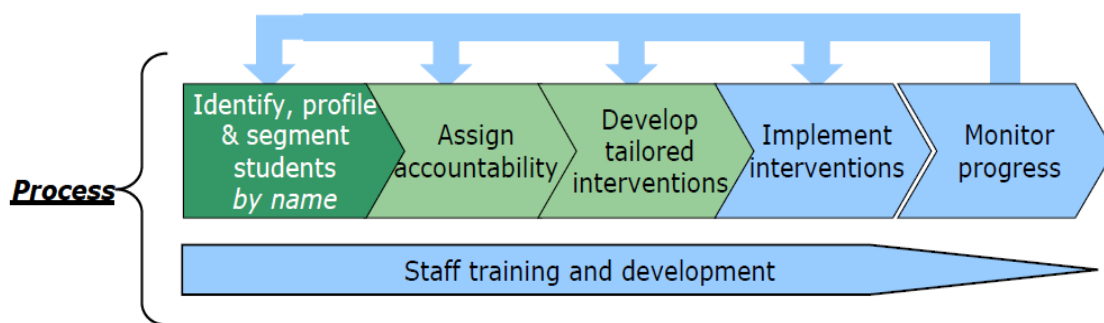 Process
Identify, profile
& segment
students
by name
Assign
accountability
Develop
tailored
interventions
Implement
interventions
Monitor
progress
Staff training and development